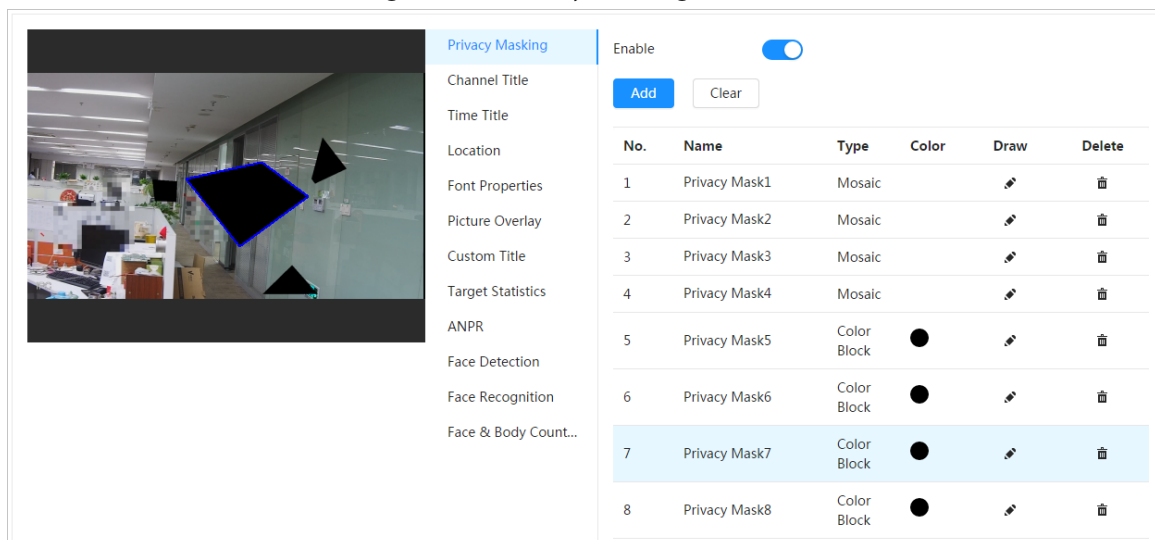 Privacy Masking
Channel Title
Time Title
Location
Font Properties
Picture Overlay
Custom Title
Target Statistics
ANPR
Face Detection
Face Recognition
Face & Body Count...
Enable
Add Clear
No. Name Type Color Draw Delete
1 Privacy Mask1 Mosaic
2 Privacy Mask2 Mosaic
3 Privacy Mask3 Mosaic
4 Privacy Mask4 Mosaic
5 Privacy Mask5 Color Block
6 Privacy Mask6 Color Block
7 Privacy Mask7 Color Block
8 Privacy Mask8 Color Block